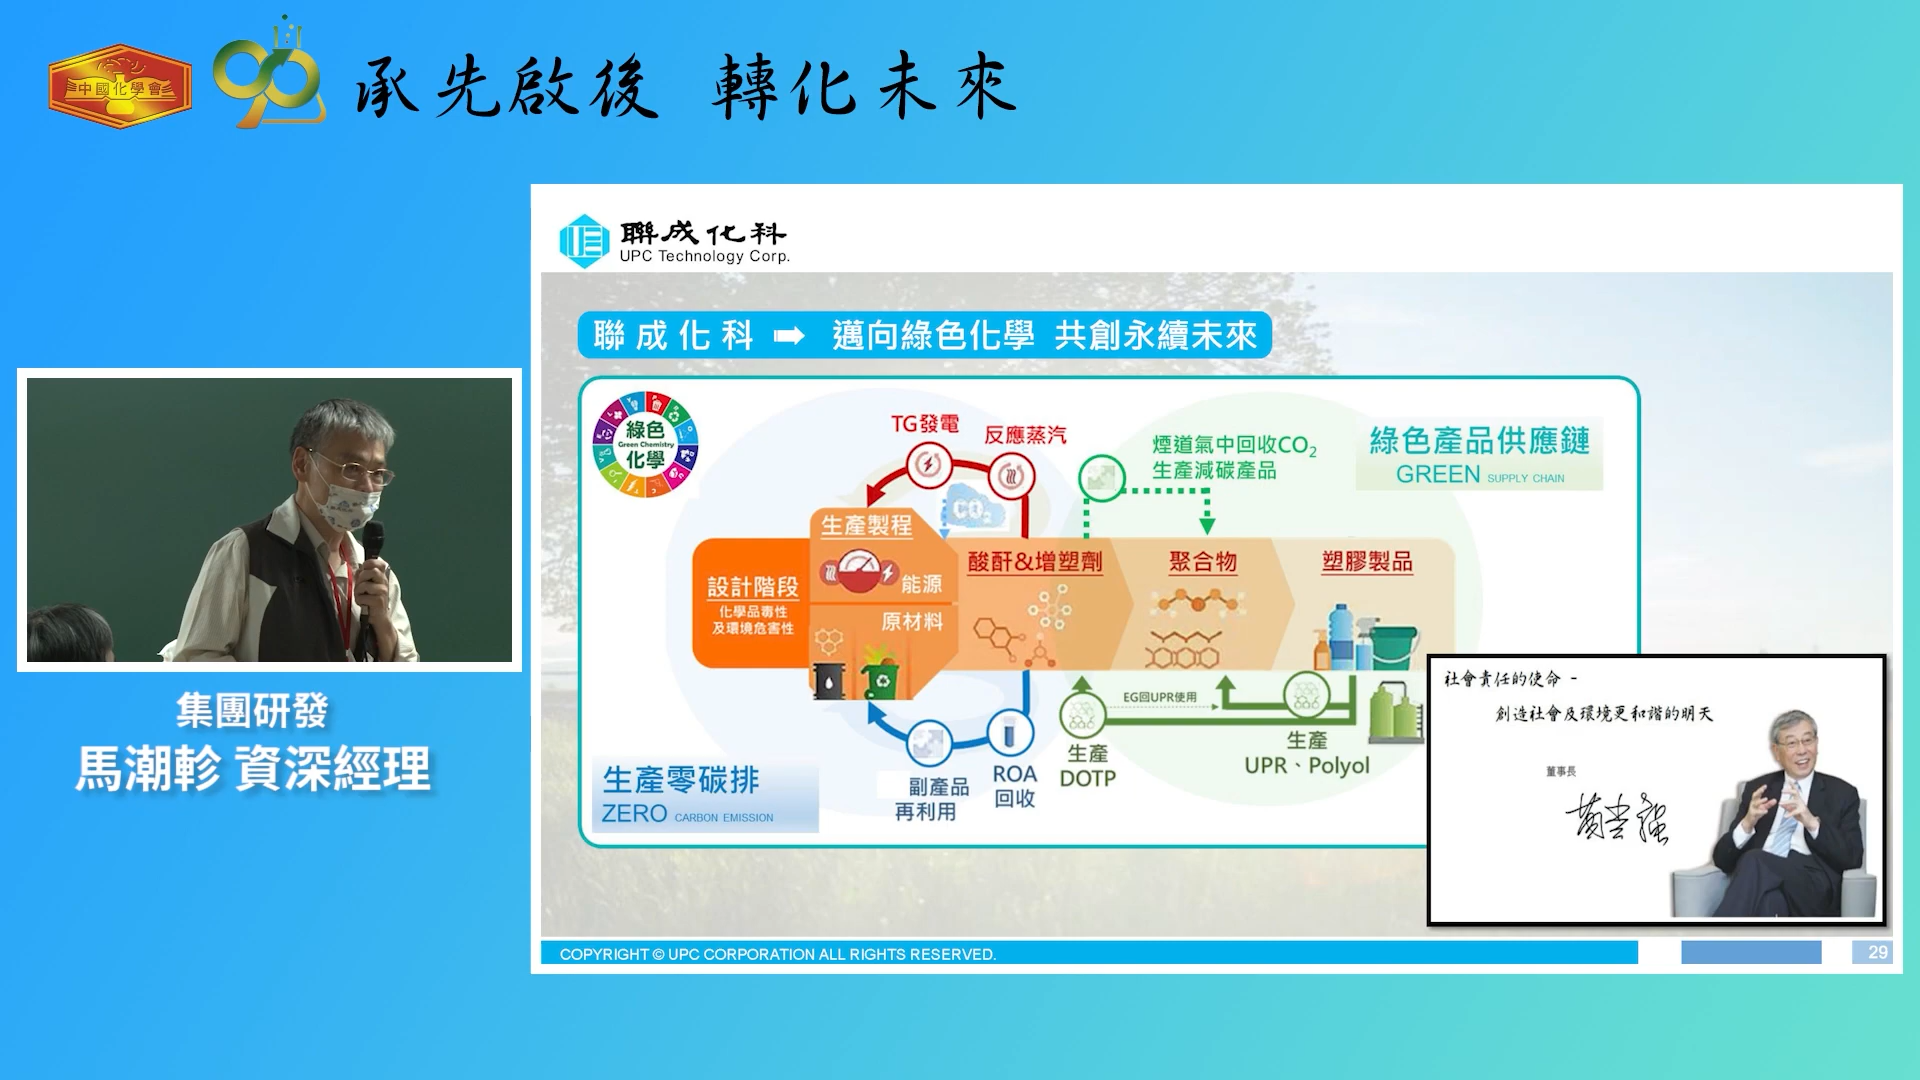 中國化學會
90
承先啟後 轉化未來
聯成化科
UPC Technology Corp.
聯成化科 ➡ 邁向綠色化學 共創永續未來
綠色
Green Chemistry
化學
TG發電
反應蒸汽
煙道氣中回收CO2
生產減碳產品
綠色產品供應鏈
GREEN SUPPLY CHAIN
CO2
生產製程
能源
原材料
設計階段
化學品毒性
及環境危害性
酸酐&增塑劑
聚合物
塑膠製品
EG回UPR使用
生產
DOTP
生產
UPR、Polyol
ROA
回收
副產品
再利用
生產零碳排
ZERO CARBON EMISSION
社會責任的使命 -
創造社會及環境更和諧的明天
董事長
COPYRIGHT © UPC CORPORATION ALL RIGHTS RESERVED.
29
集團研發
馬潮軫 資深經理